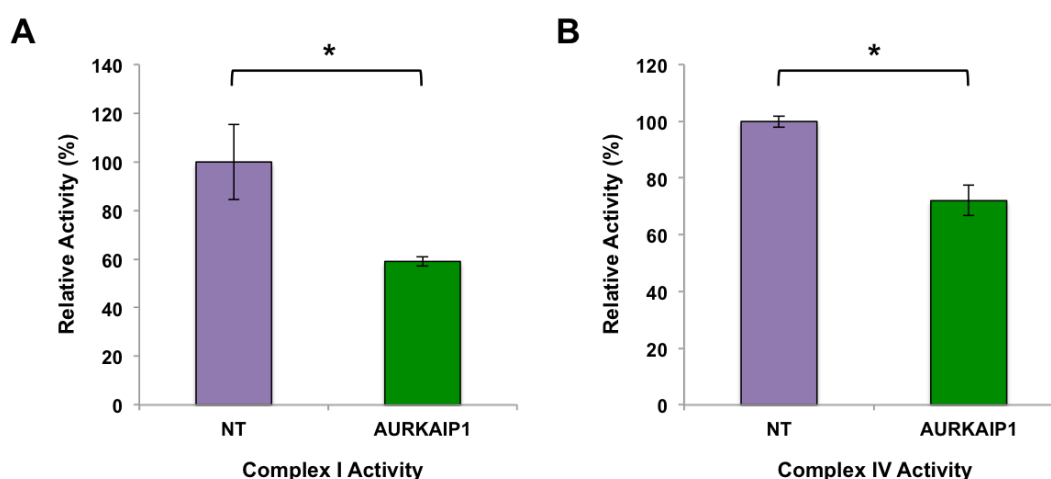 A
*
Relative Activity (%)
140
120
100
80
60
40
20
0
NT
AURKAIP1
Complex I Activity
B
*
Relative Activity (%)
120
100
80
60
40
20
0
NT
AURKAIP1
Complex IV Activity